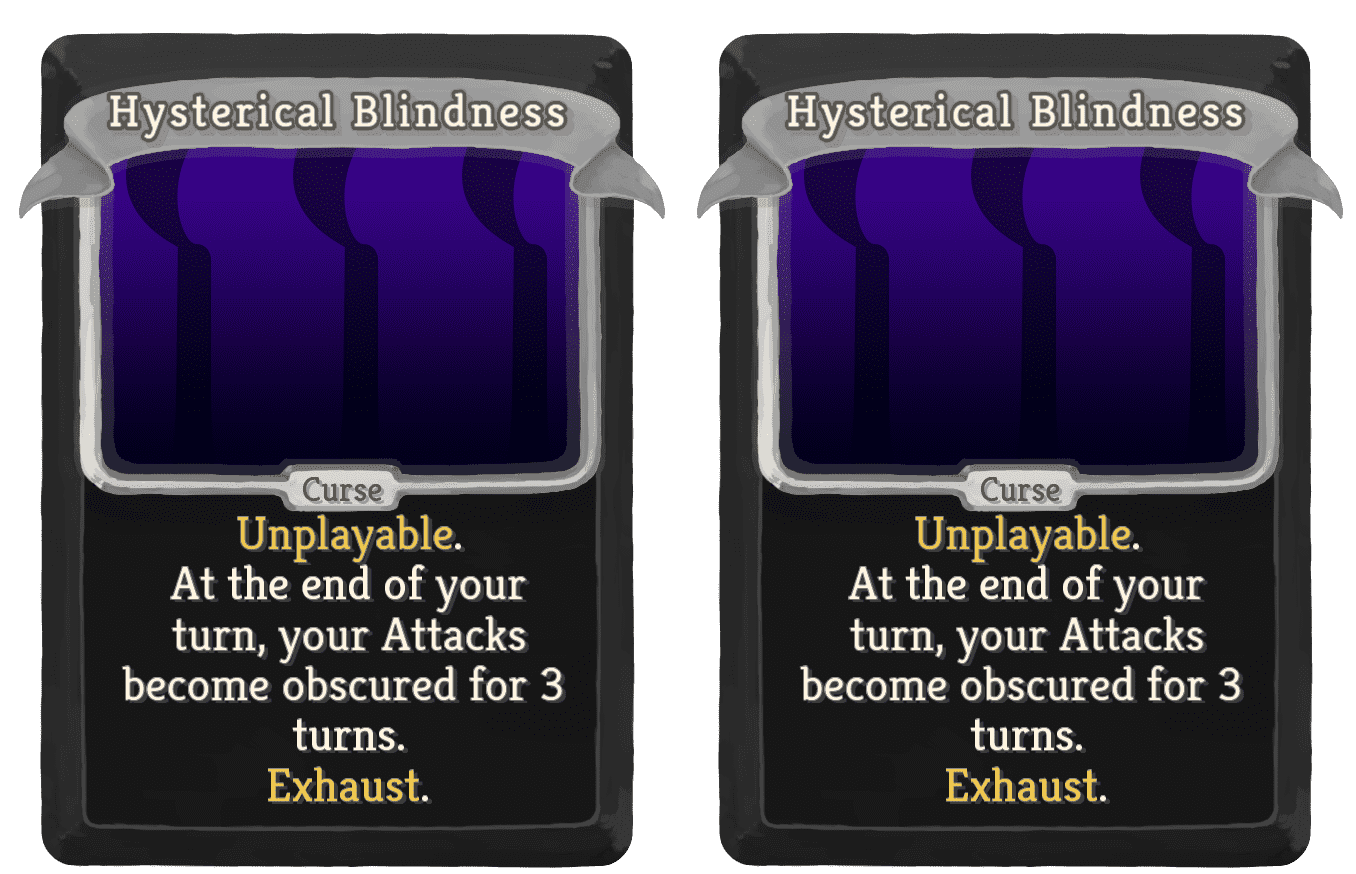 Hysterical Blindness
Curse
Unplayable.
At the end of your
turn, your Attacks
become obscured for 3
turns.
Exhaust.
Hysterical Blindness
Curse
Unplayable.
At the end of your
turn, your Attacks
become obscured for 3
turns.
Exhaust.